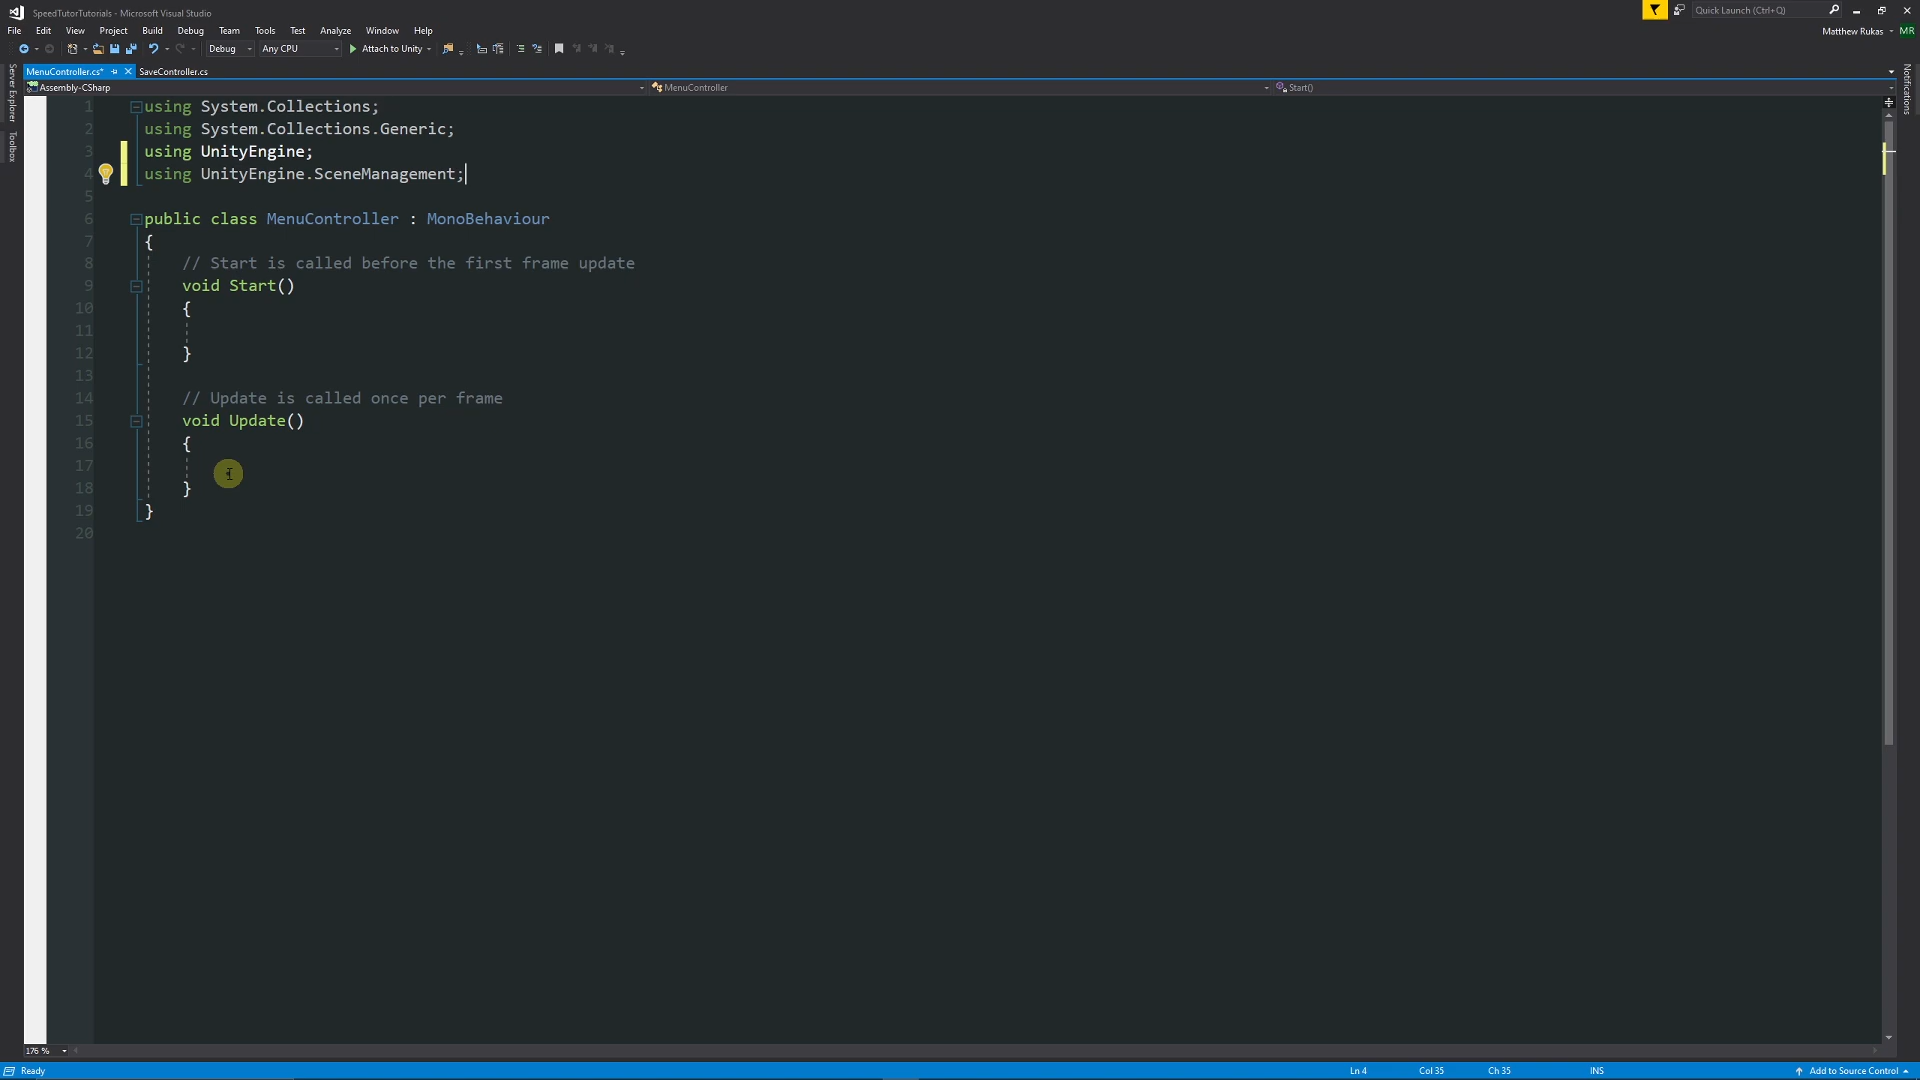 SpeedTutorTutorials - Microsoft Visual Studio
Quick Launch (Ctrl+Q)
File Edit View Project Build Debug Team Tools Test Analyze Window Help
Matthew Rukas MR
Debug Any CPU Attach to Unity
MenuController.cs* SaveController.cs
Assembly-CSharp MenuController Start()
Server Explorer
Toolbox
Notifications
1 using System.Collections;
2 using System.Collections.Generic;
3 using UnityEngine;
4 using UnityEngine.SceneManagement;
5
6 public class MenuController : MonoBehaviour
7 {
8 // Start is called before the first frame update
9 void Start()
10 {
11
12 }
13
14 // Update is called once per frame
15 void Update()
16 {
17
18 }
19 }
20
176 %
Ready Ln 4 Col 35 Ch 35 INS Add to Source Control